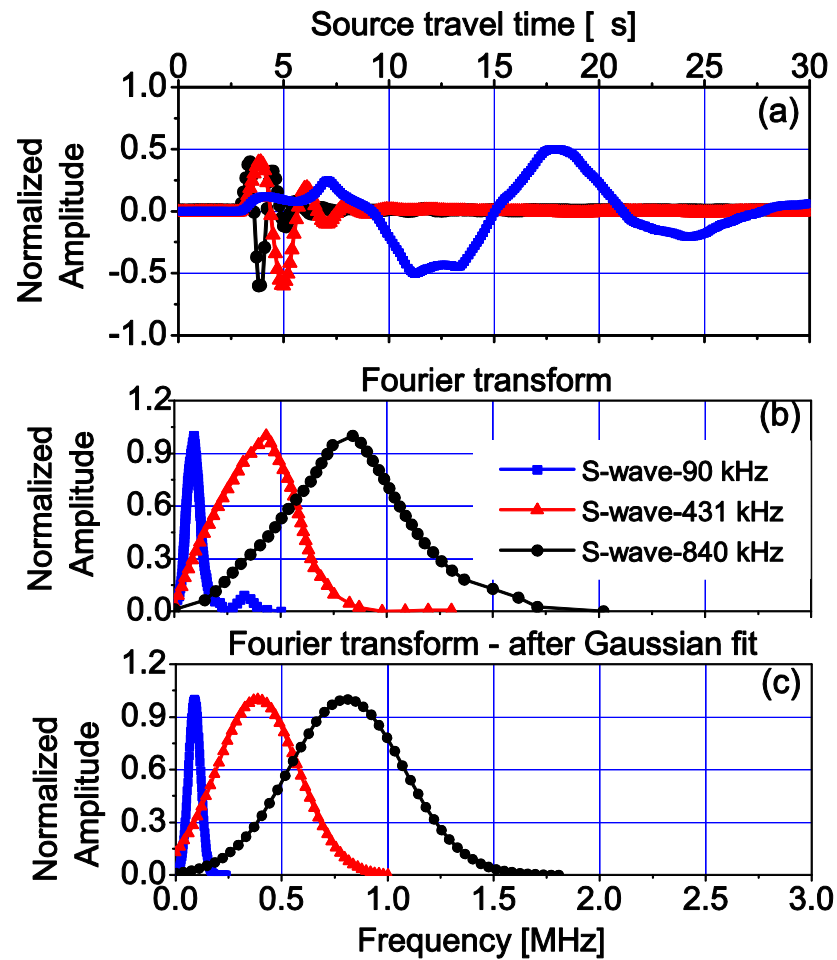 Source travel time [ s]
0 5 10 15 20 25 30
(a)
1.0
0.5
0.0
-0.5
-1.0
Normalized
Amplitude
Fourier transform
(b)
1.2
0.9
0.6
0.3
0.0
Normalized
Amplitude
S-wave-90 kHz
S-wave-431 kHz
S-wave-840 kHz
Fourier transform - after Gaussian fit
(c)
1.2
0.9
0.6
0.3
0.0
Normalized
Amplitude
0.0 0.5 1.0 1.5 2.0 2.5 3.0
Frequency [MHz]